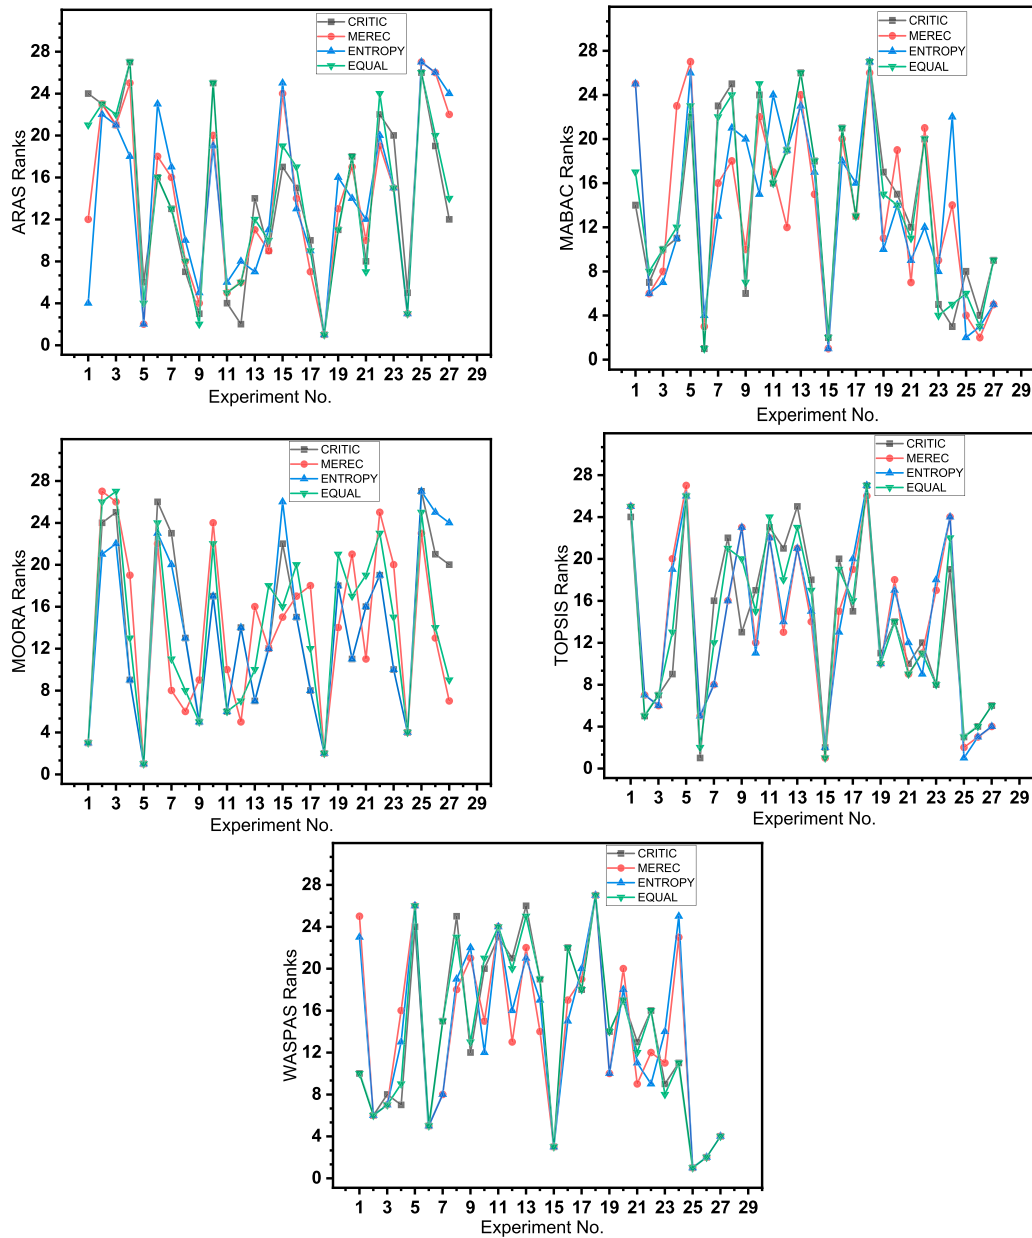 CRITIC
MEREC
ENTROPY
EQUAL
28
24
20
16
12
8
4
0
ARAS Ranks
1 3 5 7 9 11 13 15 17 19 21 23 25 27 29
Experiment No.
CRITIC
MEREC
ENTROPY
EQUAL
28
24
20
16
12
8
4
0
MABAC Ranks
1 3 5 7 9 11 13 15 17 19 21 23 25 27 29
Experiment No.
CRITIC
MEREC
ENTROPY
EQUAL
28
24
20
16
12
8
4
0
MOORA Ranks
1 3 5 7 9 11 13 15 17 19 21 23 25 27 29
Experiment No.
CRITIC
MEREC
ENTROPY
EQUAL
28
24
20
16
12
8
4
0
TOPSIS Ranks
1 3 5 7 9 11 13 15 17 19 21 23 25 27 29
Experiment No.
CRITIC
MEREC
ENTROPY
EQUAL
28
24
20
16
12
8
4
0
WASPAS Ranks
1 3 5 7 9 11 13 15 17 19 21 23 25 27 29
Experiment No.